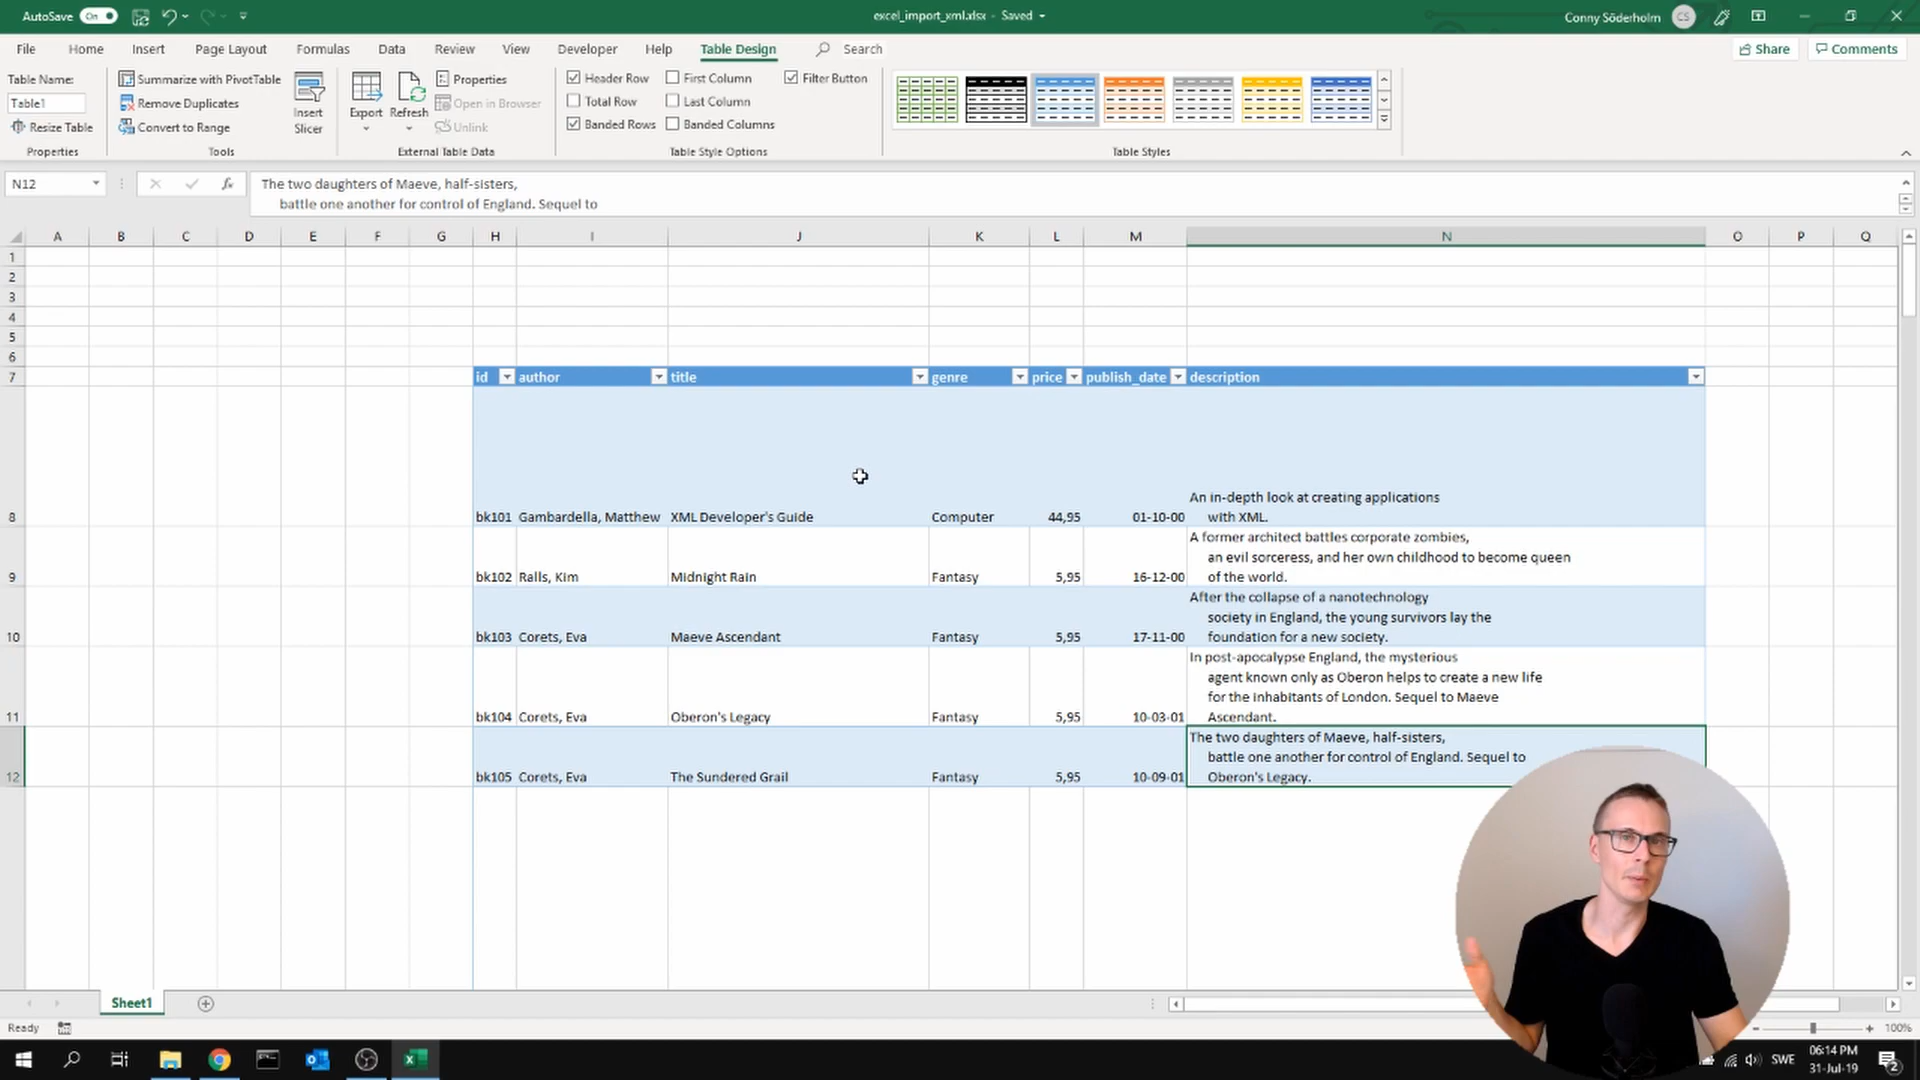 AutoSave On excel_import_xml.xlsx - Saved Conny Söderholm CS
File Home Insert Page Layout Formulas Data Review View Developer Help Table Design Search Share Comments
Table Name:
Table1
Resize Table
Properties
Summarize with PivotTable
Remove Duplicates
Convert to Range
Insert
Slicer
Tools
Export
Refresh
Properties
Open in Browser
Unlink
External Table Data
Header Row First Column Filter Button
Total Row Last Column
Banded Rows Banded Columns
Table Style Options
Table Styles
N12 fx The two daughters of Maeve, half-sisters,
battle one another for control of England. Sequel to
A B C D E F G H I J K L M N O P Q
1
2
3
4
5
6
7 id author title genre price publish_date description
An in-depth look at creating applications
8 bk101 Gambardella, Matthew XML Developer's Guide Computer 44,95 01-10-00 with XML.
A former architect battles corporate zombies,
an evil sorceress, and her own childhood to become queen
9 bk102 Ralls, Kim Midnight Rain Fantasy 5,95 16-12-00 of the world.
After the collapse of a nanotechnology
society in England, the young survivors lay the
10 bk103 Corets, Eva Maeve Ascendant Fantasy 5,95 17-11-00 foundation for a new society.
In post-apocalypse England, the mysterious
agent known only as Oberon helps to create a new life
for the inhabitants of London. Sequel to Maeve
11 bk104 Corets, Eva Oberon's Legacy Fantasy 5,95 10-03-01 Ascendant.
The two daughters of Maeve, half-sisters,
battle one another for control of England. Sequel to
12 bk105 Corets, Eva The Sundered Grail Fantasy 5,95 10-09-01 Oberon's Legacy.
Sheet1
Ready 100%
SWE 06:14 PM
31-Jul-19
2